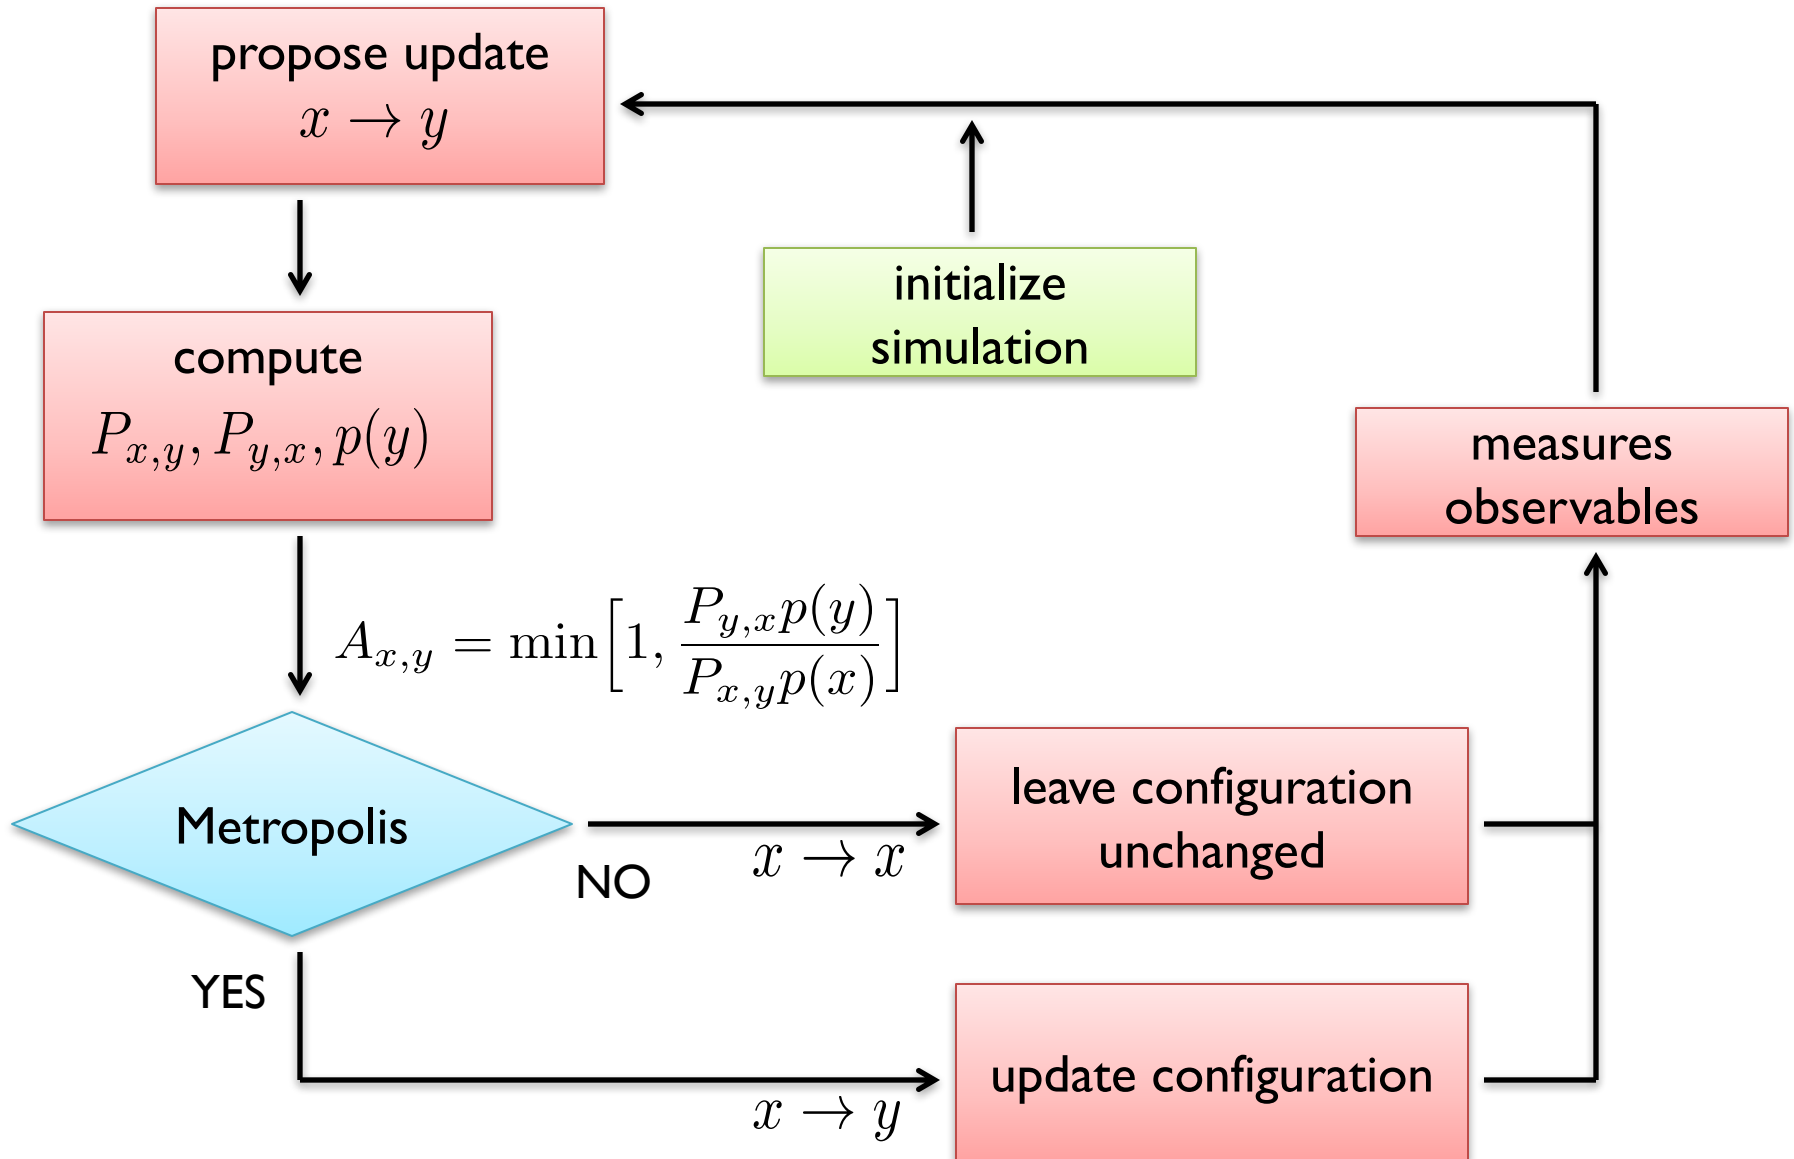 propose update
x → y
initialize
simulation
compute
P_{x,y}, P_{y,x}, p(y)
measures
observables
A_{x,y} = min[1, \frac{P_{y,x}p(y)}{P_{x,y}p(x)}]
Metropolis
NO
x → x
leave configuration
unchanged
YES
x → y
update configuration